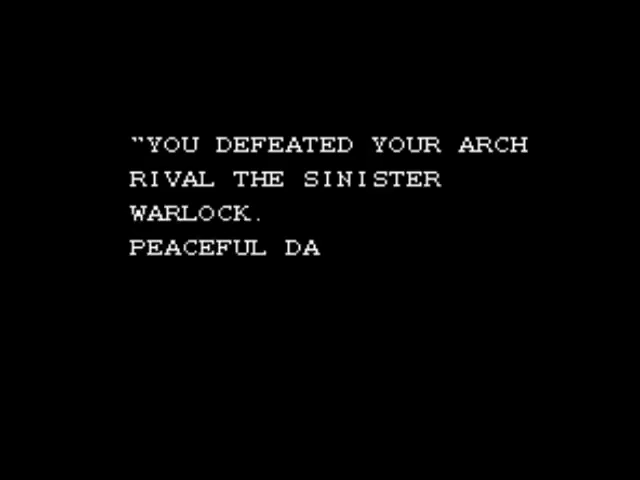 "YOU DEFEATED YOUR ARCH
RIVAL THE SINISTER
WARLOCK.
PEACEFUL DA